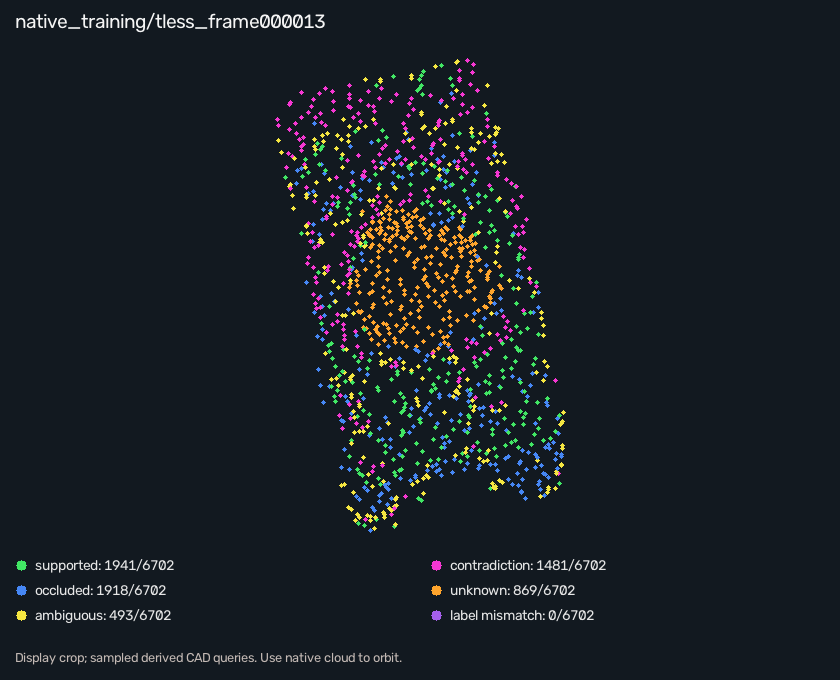 native_training/tless_frame000013
supported: 1941/6702
contradiction: 1481/6702
occluded: 1918/6702
unknown: 869/6702
ambiguous: 493/6702
label mismatch: 0/6702
Display crop; sampled derived CAD queries. Use native cloud to orbit.